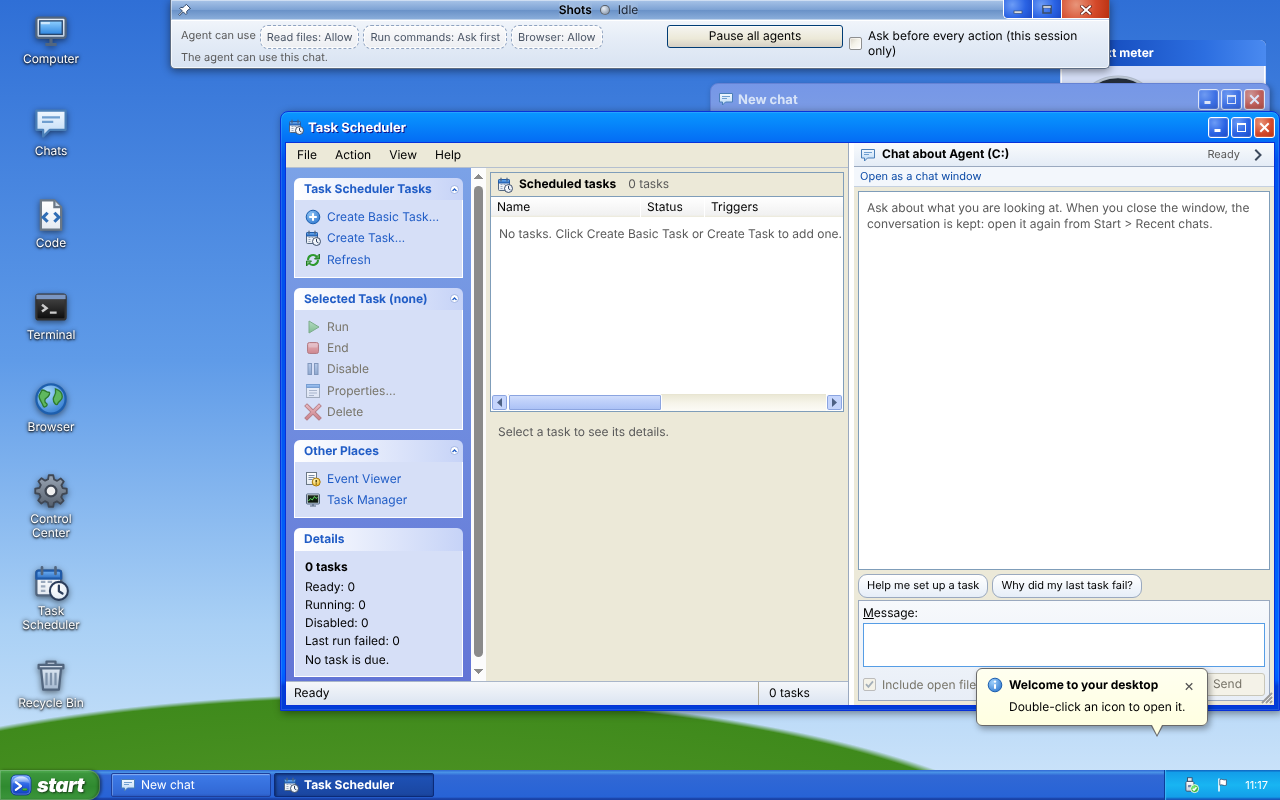 Shots
Idle
Agent can use
Read files: Allow
Run commands: Ask first
Browser: Allow
The agent can use this chat.
Pause all agents
Ask before every action (this session only)
meter
New chat
Computer
Chats
Code
Terminal
Browser
Control Center
Task Scheduler
Recycle Bin
Task Scheduler
File
Action
View
Help
Task Scheduler Tasks
Create Basic Task...
Create Task...
Refresh
Selected Task (none)
Run
End
Disable
Properties...
Delete
Other Places
Event Viewer
Task Manager
Details
0 tasks
Ready: 0
Running: 0
Disabled: 0
Last run failed: 0
No task is due.
Scheduled tasks
0 tasks
Name
Status
Triggers
No tasks. Click Create Basic Task or Create Task to add one.
Select a task to see its details.
Ready
0 tasks
Chat about Agent (C:)
Ready
Open as a chat window
Ask about what you are looking at. When you close the window, the
conversation is kept: open it again from Start > Recent chats.
Help me set up a task
Why did my last task fail?
Message:
Include open file
Send
Welcome to your desktop
Double-click an icon to open it.
start
New chat
Task Scheduler
11:17